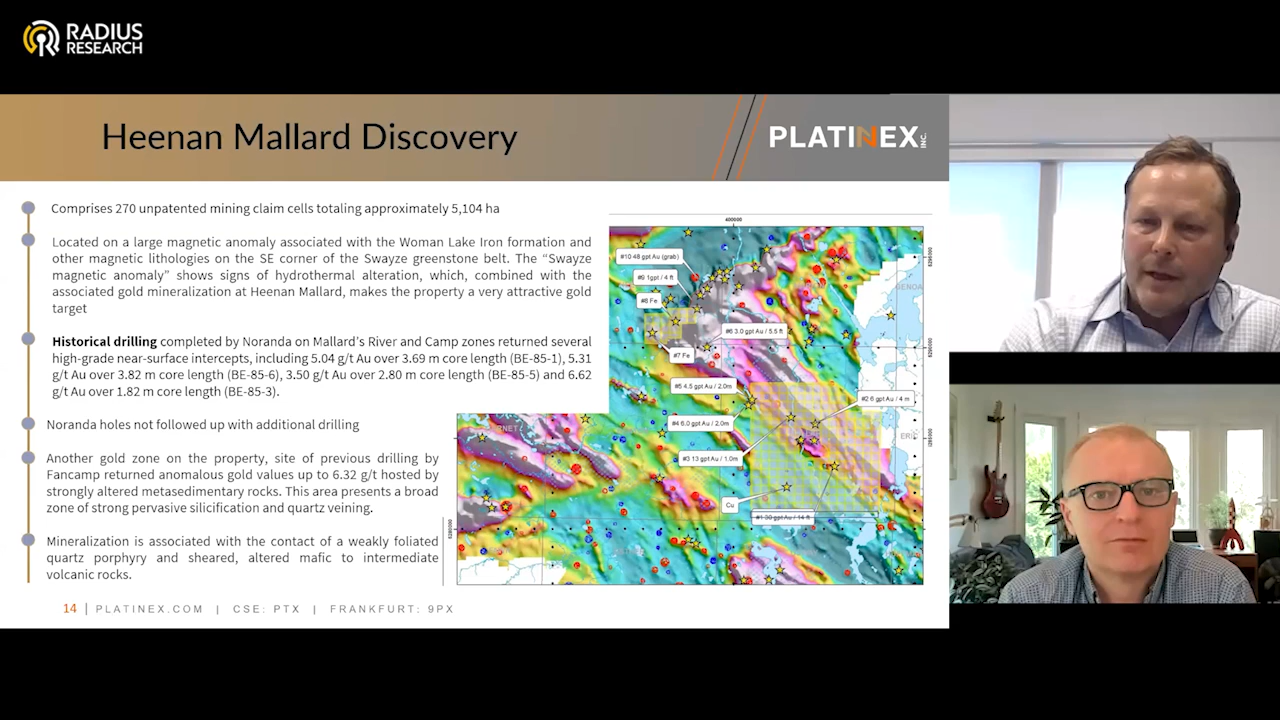 RADIUS
RESEARCH
Heenan Mallard Discovery
PLATINEX INC.
Comprises 270 unpatented mining claim cells totaling approximately 5,104 ha
Located on a large magnetic anomaly associated with the Woman Lake Iron formation and
other magnetic lithologies on the SE corner of the Swayze greenstone belt. The “Swayze
magnetic anomaly” shows signs of hydrothermal alteration, which, combined with the
associated gold mineralization at Heenan Mallard, makes the property a very attractive gold
target
Historical drilling completed by Noranda on Mallard’s River and Camp zones returned several
high-grade near-surface intercepts, including 5.04 g/t Au over 3.69 m core length (BE-85-1), 5.31
g/t Au over 3.82 m core length (BE-85-6), 3.50 g/t Au over 2.80 m core length (BE-85-5) and 6.62
g/t Au over 1.82 m core length (BE-85-3).
Noranda holes not followed up with additional drilling
Another gold zone on the property, site of previous drilling by
Fancamp returned anomalous gold values up to 6.32 g/t hosted by
strongly altered metasedimentary rocks. This area presents a broad
zone of strong pervasive silicification and quartz veining.
Mineralization is associated with the contact of a weakly foliated
quartz porphyry and sheared, altered mafic to intermediate
volcanic rocks.
400000
#10 48 gpt Au (grab)
#9 1gpt / 4 ft
#8 Fe
#6 3.0 gpt Au / 5.5 ft
#7 Fe
#5 4.5 gpt Au / 2.0m
#2 6 gpt Au / 4 m
#4 6.0 gpt Au / 2.0m
#3 13 gpt Au / 1.0m
Cu
#1 30 gpt Au / 14 ft
GENOA
14 | PLATINEX.COM | CSE: PTX | FRANKFURT: 9PX